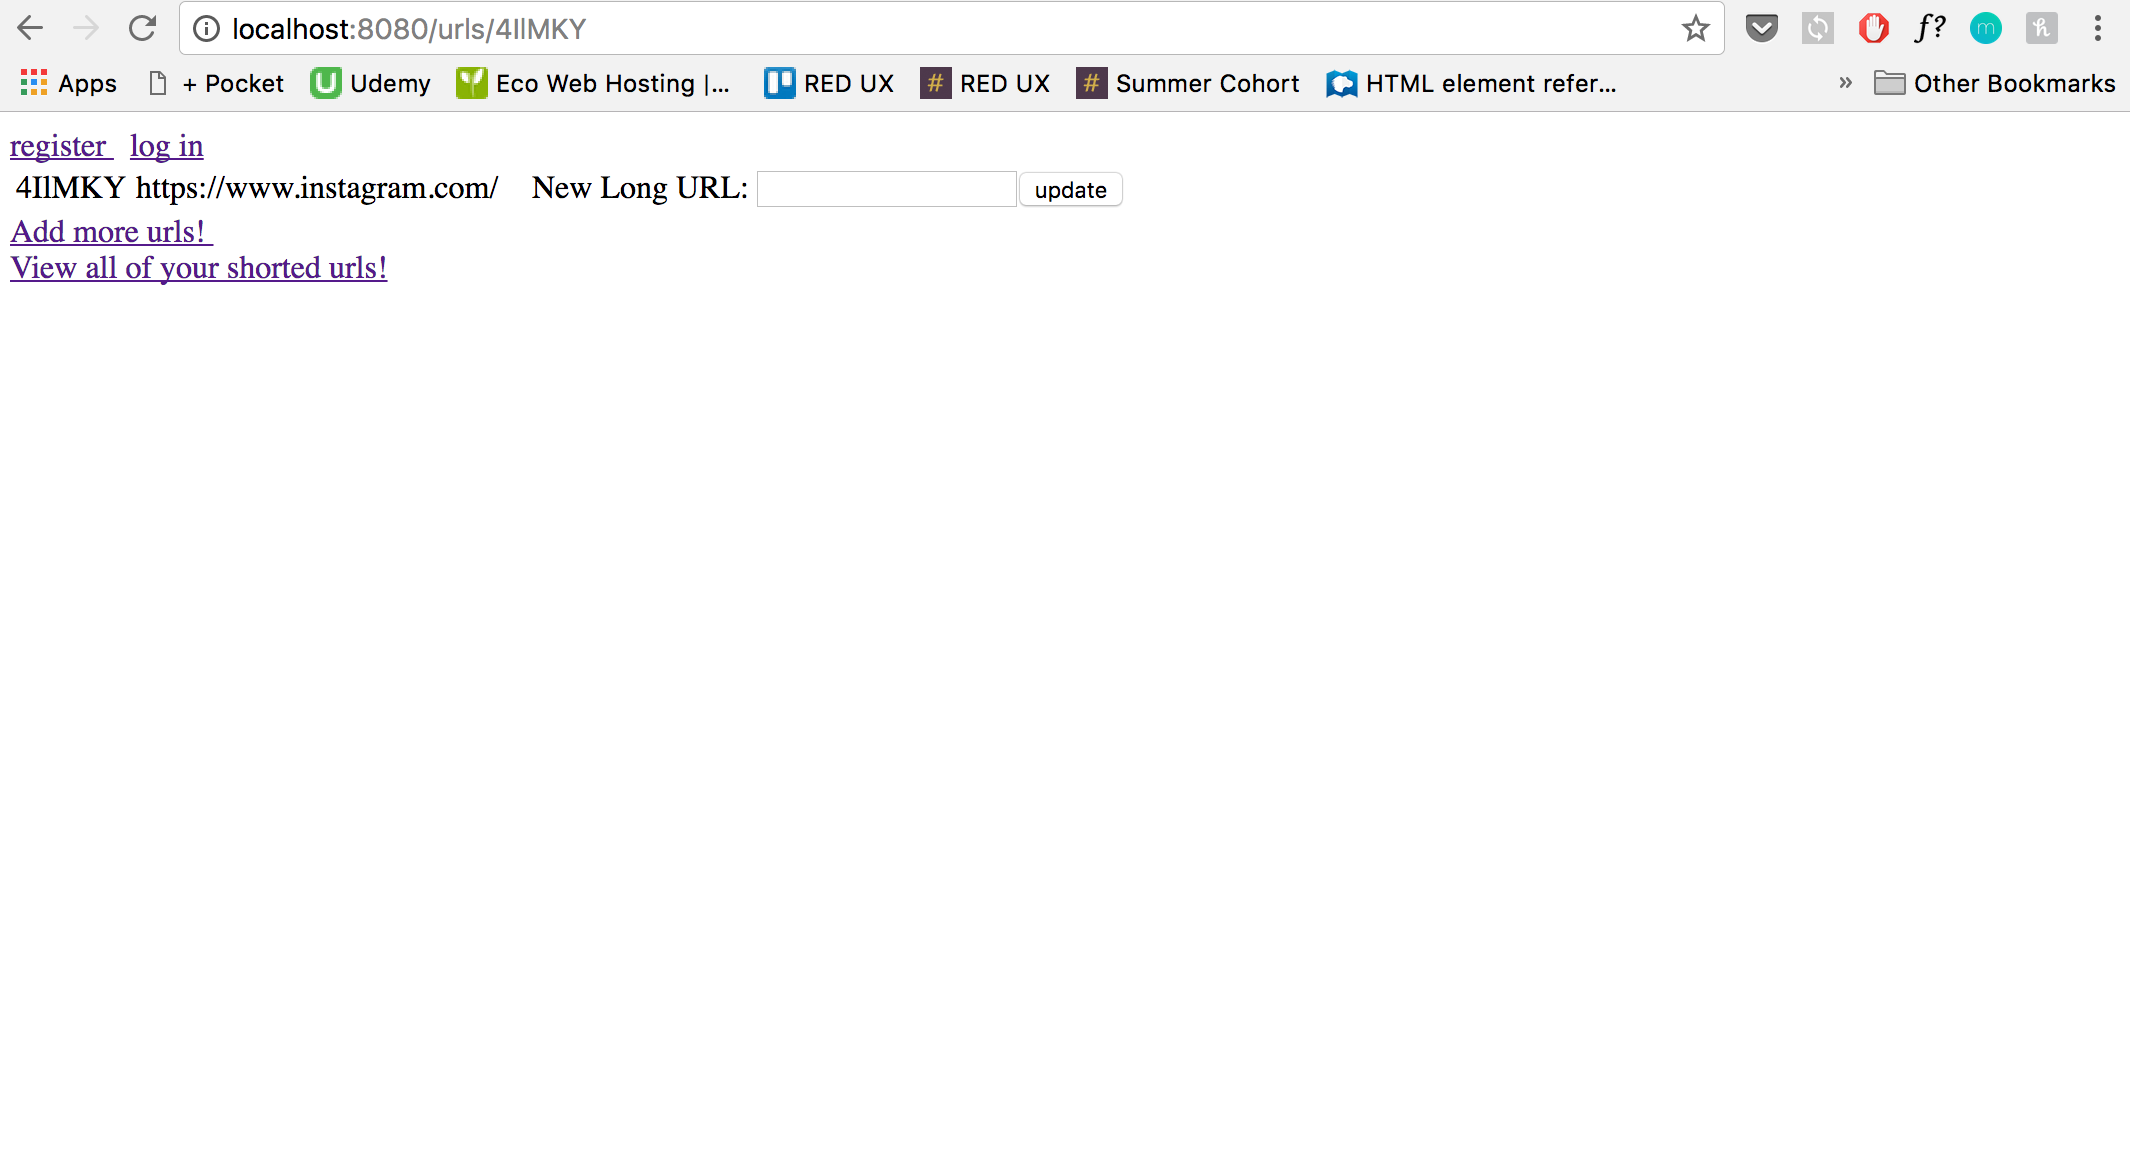 localhost:8080/urls/4IlMKY
Apps + Pocket Udemy Eco Web Hosting |... RED UX # RED UX # Summer Cohort HTML element refer... » Other Bookmarks
register log in
4IlMKY https://www.instagram.com/ New Long URL: update
Add more urls!
View all of your shorted urls!